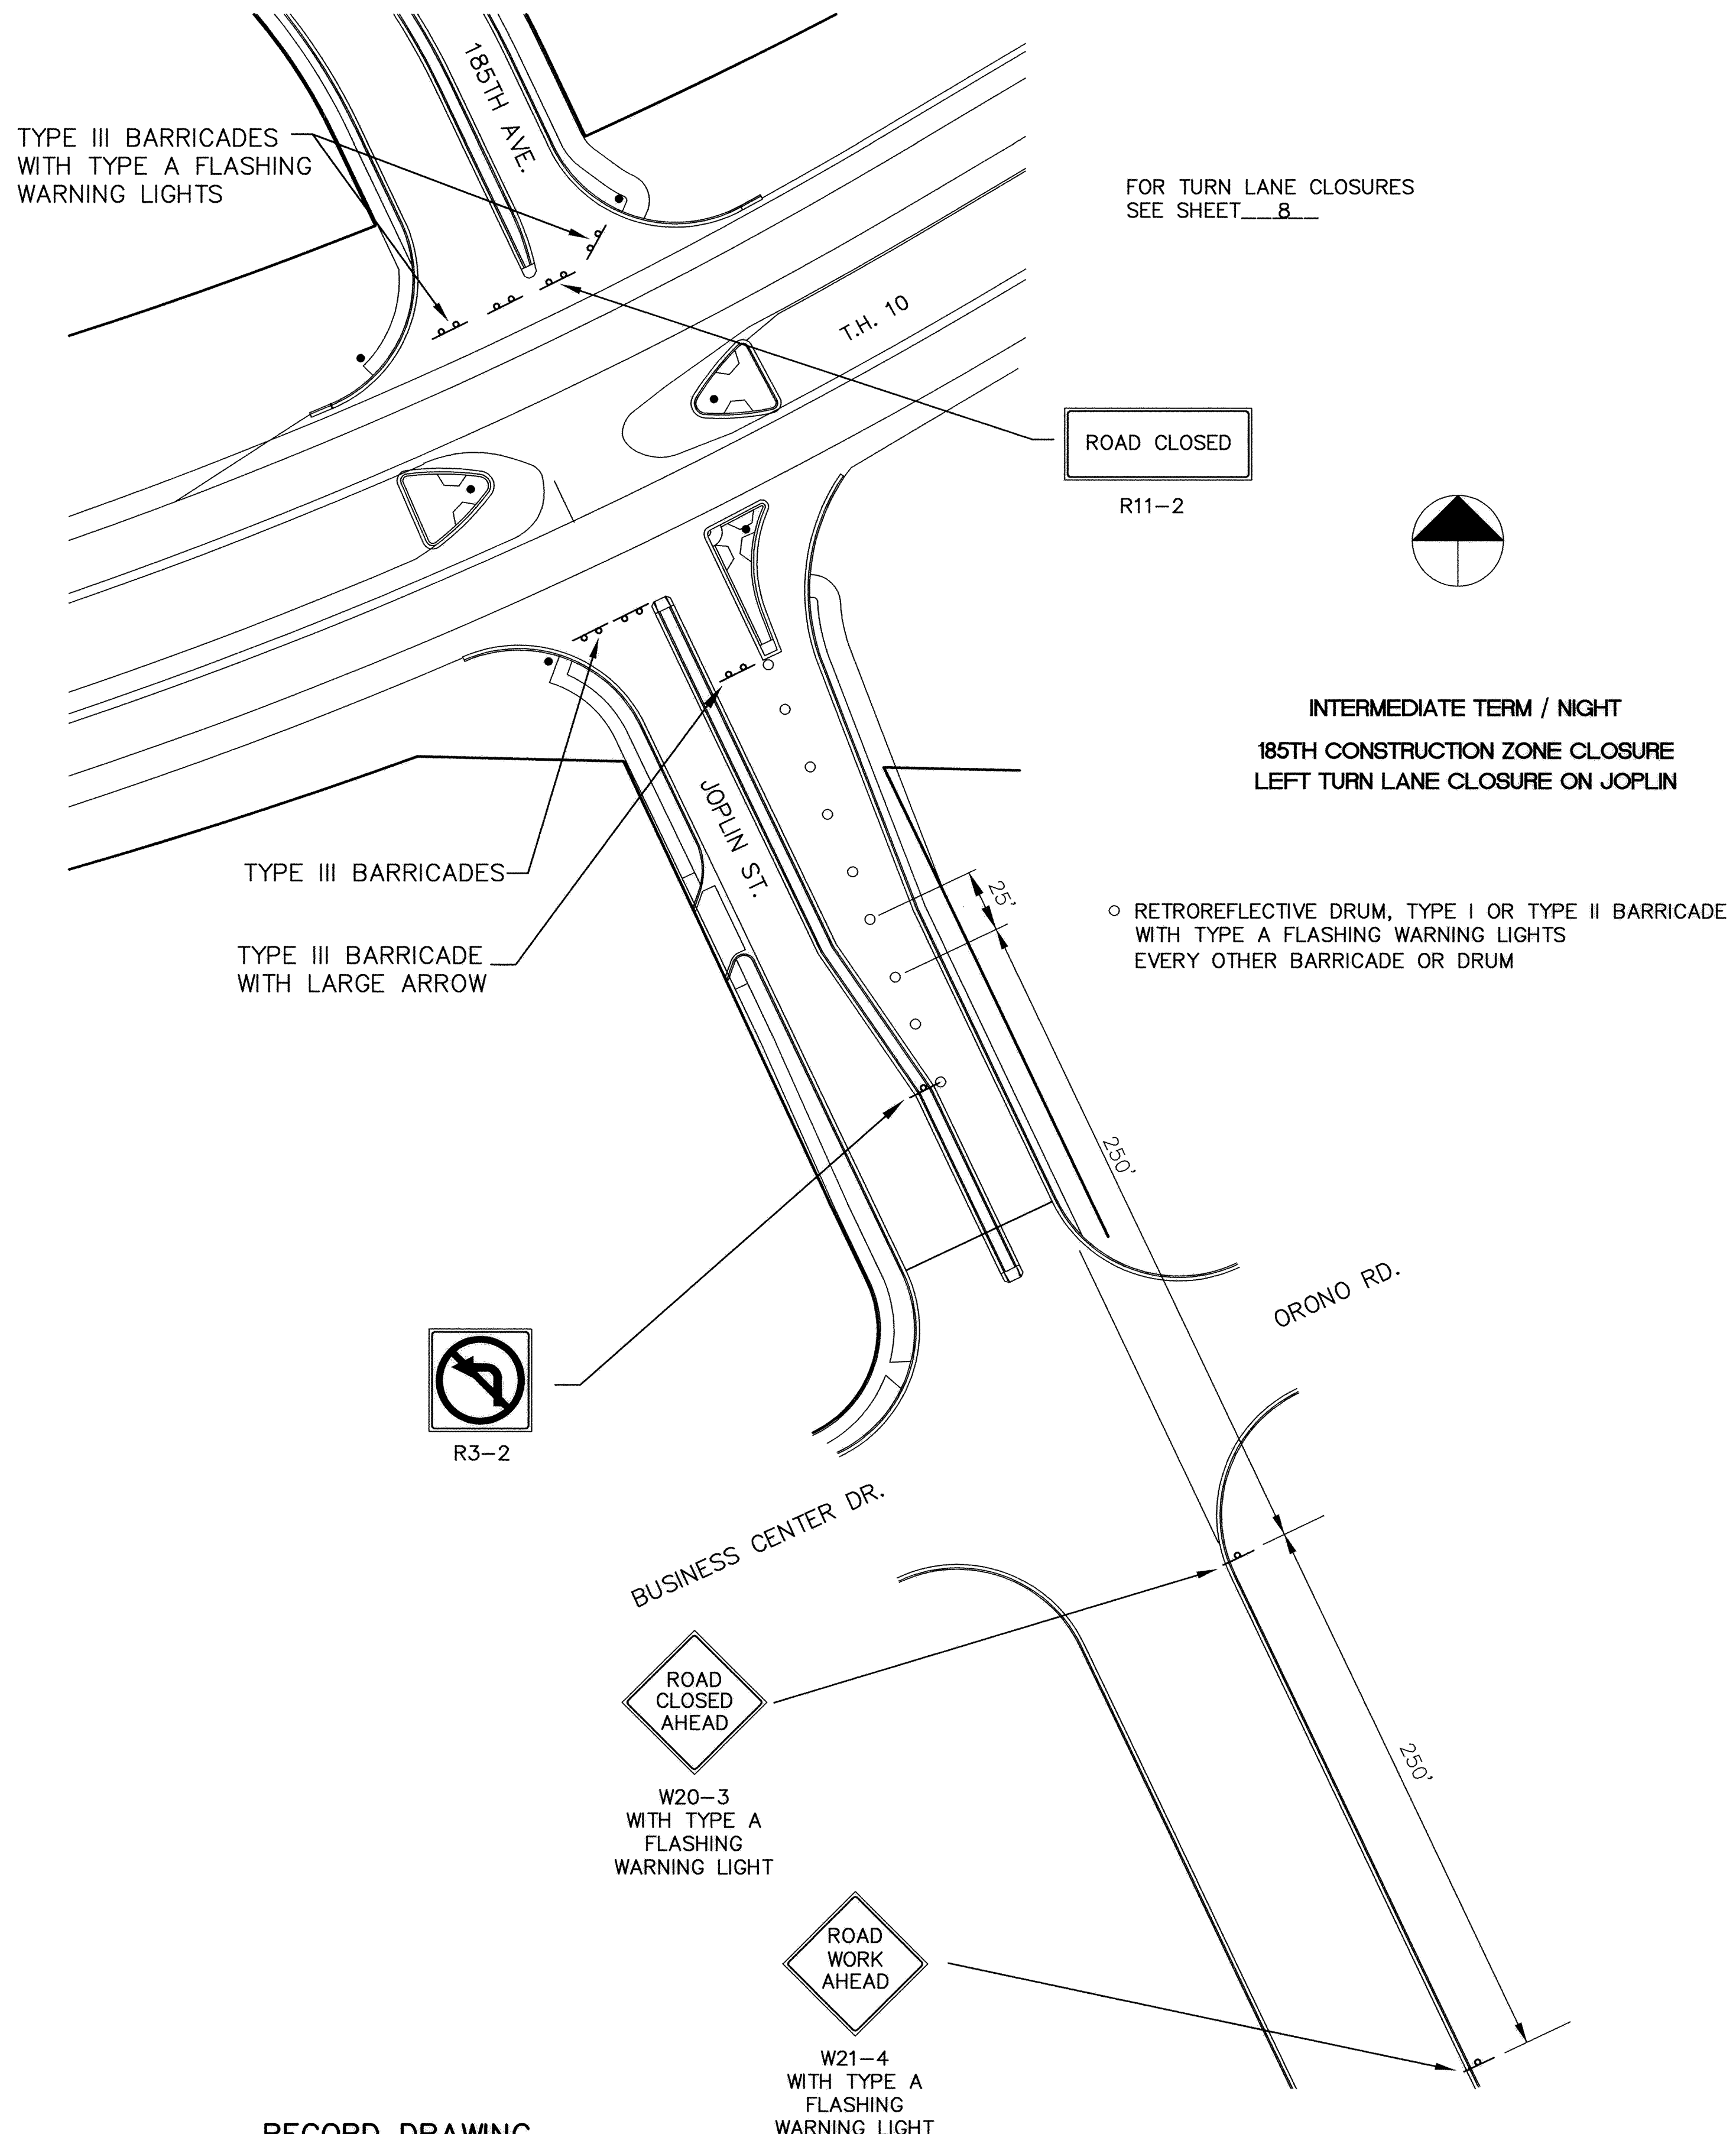 185TH AVE.
TYPE III BARRICADES
WITH TYPE A FLASHING
WARNING LIGHTS
FOR TURN LANE CLOSURES
SEE SHEET__8__
T.H. 10
ROAD CLOSED
R11-2
INTERMEDIATE TERM / NIGHT
185TH CONSTRUCTION ZONE CLOSURE
LEFT TURN LANE CLOSURE ON JOPLIN
JOPLIN ST.
TYPE III BARRICADES
25'
RETROREFLECTIVE DRUM, TYPE I OR TYPE II BARRICADE
WITH TYPE A FLASHING WARNING LIGHTS
EVERY OTHER BARRICADE OR DRUM
TYPE III BARRICADE
WITH LARGE ARROW
250'
ORONO RD.
R3-2
BUSINESS CENTER DR.
ROAD
CLOSED
AHEAD
W20-3
WITH TYPE A
FLASHING
WARNING LIGHT
250'
ROAD
WORK
AHEAD
W21-4
WITH TYPE A
FLASHING
WARNING LIGHT
RECORD DRAWING